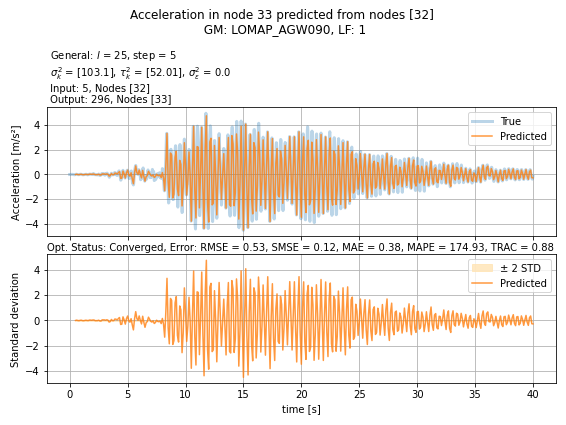 Acceleration in node 33 predicted from nodes [32]
GM: LOMAP_AGW090, LF: 1
General: l = 25, step = 5
σ²ₖ = [103.1], τ²ₖ = [52.01], σ²ₑ = 0.0
Input: 5, Nodes [32]
Output: 296, Nodes [33]
Acceleration [m/s²]
4
2
0
−2
−4
True
Predicted
Opt. Status: Converged, Error: RMSE = 0.53, SMSE = 0.12, MAE = 0.38, MAPE = 174.93, TRAC = 0.88
Standard deviation
4
2
0
−2
−4
± 2 STD
Predicted
0 5 10 15 20 25 30 35 40
time [s]